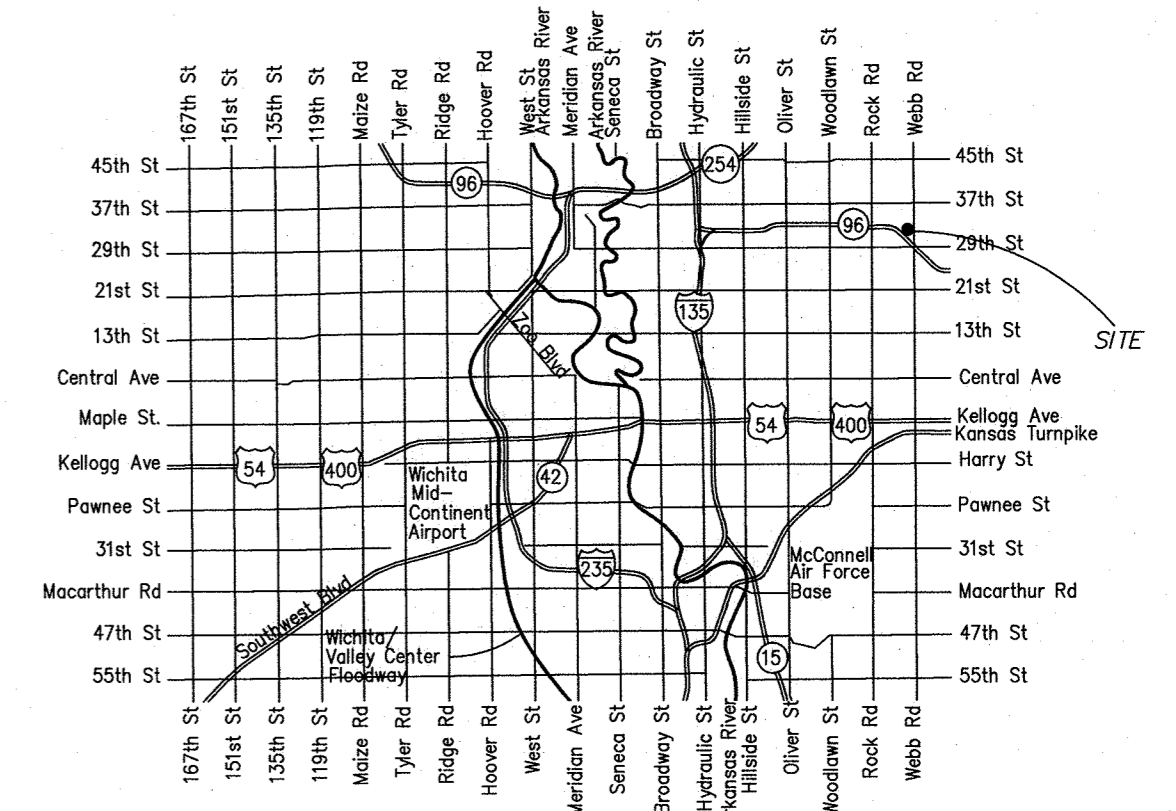 167th St
151st St
135th St
119th St
Maize Rd
Tyler Rd
Ridge Rd
Hoover Rd
West St
Arkansas River
Meridian Ave
Arkansas River
Seneca St
Broadway St
Hydraulic St
Hillside St
Oliver St
Woodlawn St
Rock Rd
Webb Rd
45th St
254
45th St
96
37th St
37th St
96
29th St
29th St
21st St
21st St
135
13th St
Zoo Blvd
13th St
SITE
Central Ave
Central Ave
Maple St.
54
400
Kellogg Ave
Kansas Turnpike
Kellogg Ave
54
400
Harry St
Wichita
Mid-
Continent
Airport
42
Pawnee St
Pawnee St
31st St
31st St
McConnell
Air Force
Base
235
Macarthur Rd
Macarthur Rd
Southwest Blvd
47th St
47th St
Wichita/
Valley Center
Floodway
15
55th St
55th St
167th St
151st St
135th St
119th St
Maize Rd
Tyler Rd
Ridge Rd
Hoover Rd
West St
Meridian Ave
Seneca St
Broadway St
Hydraulic St
rkansas River
Hillside St
Oliver St
Woodlawn St
Rock Rd
Webb Rd